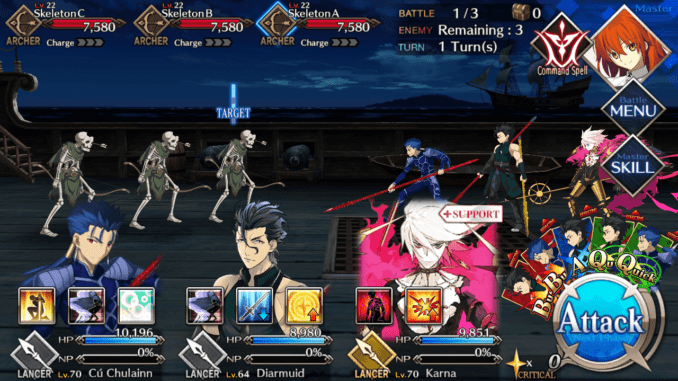 Lv. 22
Skeleton C
7,580
ARCHER
Charge
Lv. 22
Skeleton B
7,580
ARCHER
Charge
Lv. 22
Skeleton A
7,580
ARCHER
Charge
BATTLE 1/3
0
ENEMY Remaining : 3
TURN 1 Turn(s)
Command Spell
Master
Battle
MENU
Master
SKILL
TARGET
+SUPPORT
Quick
Attack
HP 10,196
NP 0%
LANCER
Lv.70 Cú Chulainn
HP 8,980
NP 0%
LANCER
Lv.64 Diarmuid
HP 9,851
NP 0%
LANCER
Lv.70 Karna
x 0
CRITICAL